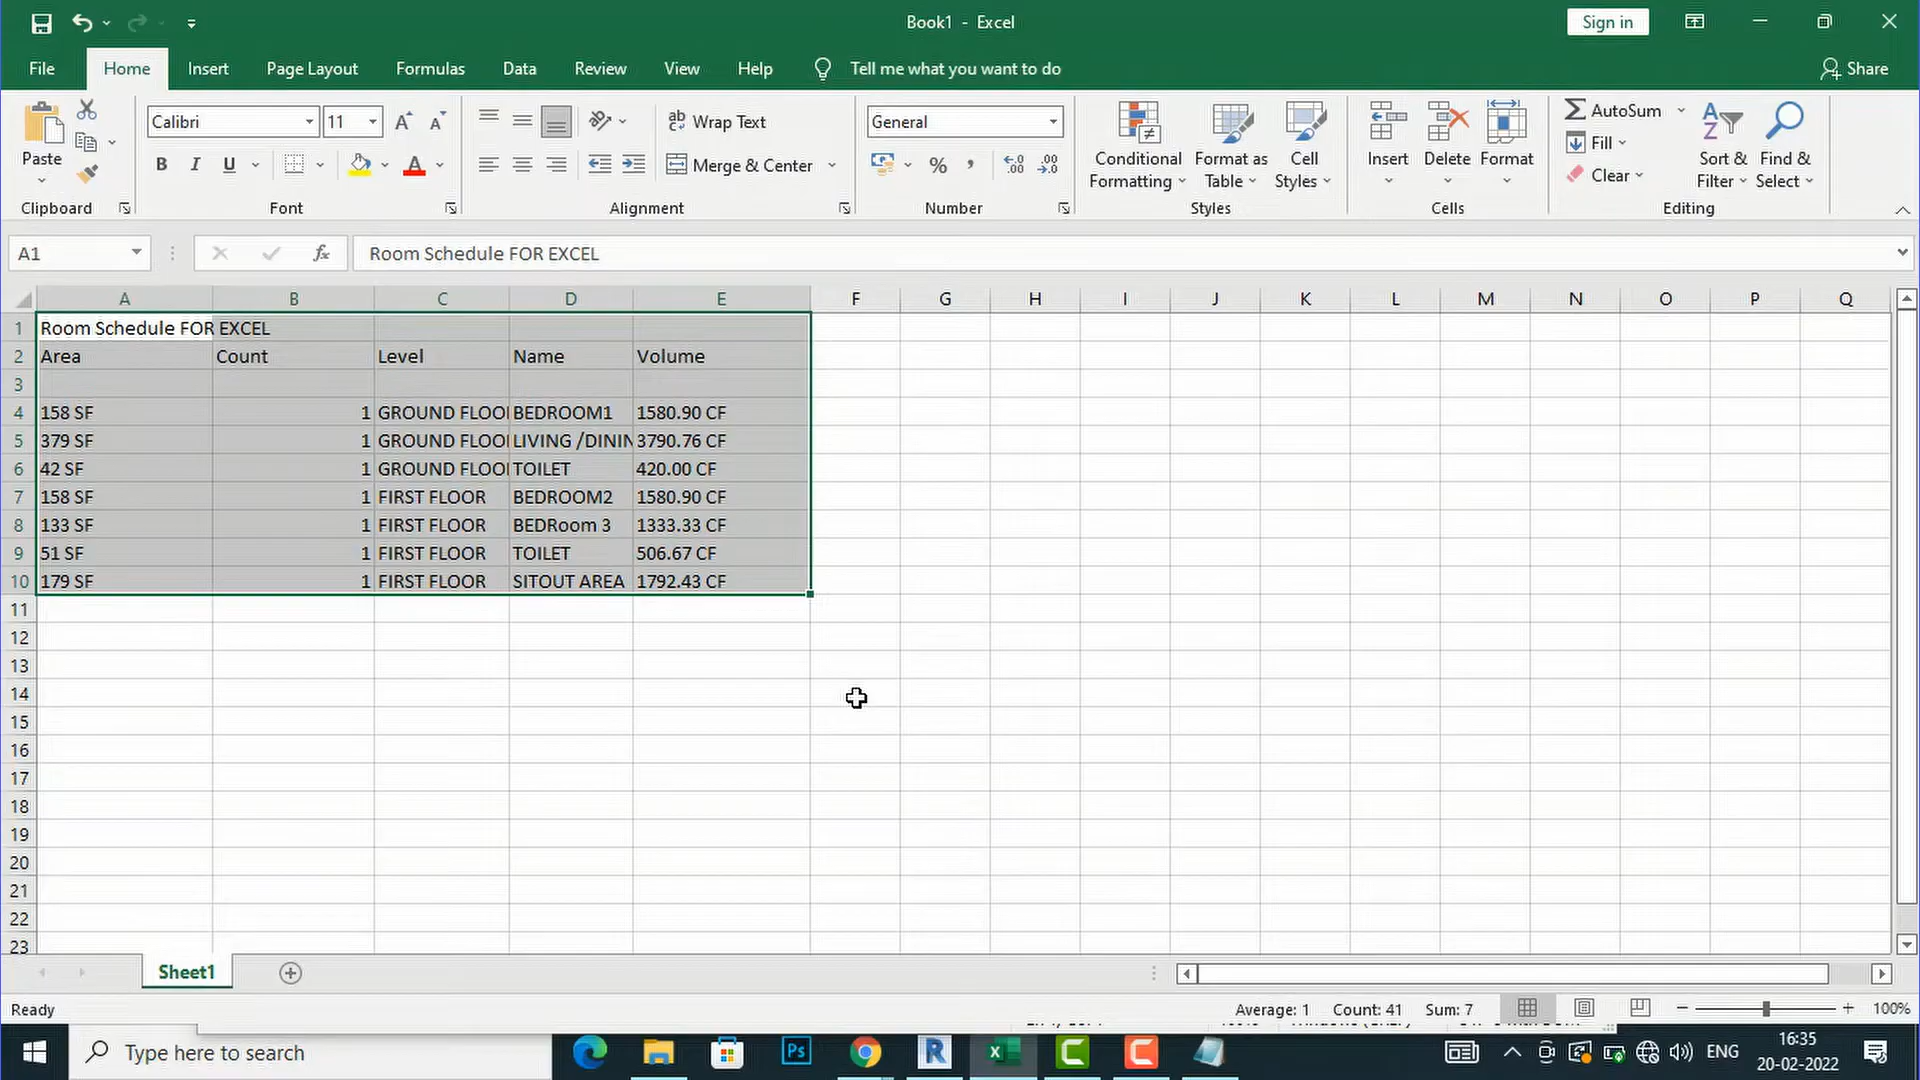 Book1 - Excel
Sign in
File Home Insert Page Layout Formulas Data Review View Help Tell me what you want to do Share
Paste
Clipboard
Calibri 11
B I U A
Font
Wrap Text
Merge & Center
Alignment
General
% ,
Number
Conditional Formatting
Format as Table
Cell Styles
Styles
Insert Delete Format
Cells
AutoSum
Fill
Clear
Sort & Filter
Find & Select
Editing
A1 fx Room Schedule FOR EXCEL
A B C D E F G H I J K L M N O P Q
1 Room Schedule FOR EXCEL
2 Area Count Level Name Volume
3
4 158 SF 1 GROUND FLOO BEDROOM1 1580.90 CF
5 379 SF 1 GROUND FLOO LIVING /DININ 3790.76 CF
6 42 SF 1 GROUND FLOO TOILET 420.00 CF
7 158 SF 1 FIRST FLOOR BEDROOM2 1580.90 CF
8 133 SF 1 FIRST FLOOR BEDRoom 3 1333.33 CF
9 51 SF 1 FIRST FLOOR TOILET 506.67 CF
10 179 SF 1 FIRST FLOOR SITOUT AREA 1792.43 CF
11
12
13
14
15
16
17
18
19
20
21
22
23
Sheet1
Ready Average: 1 Count: 41 Sum: 7 100%
Type here to search Ps R ENG 16:35
20-02-2022